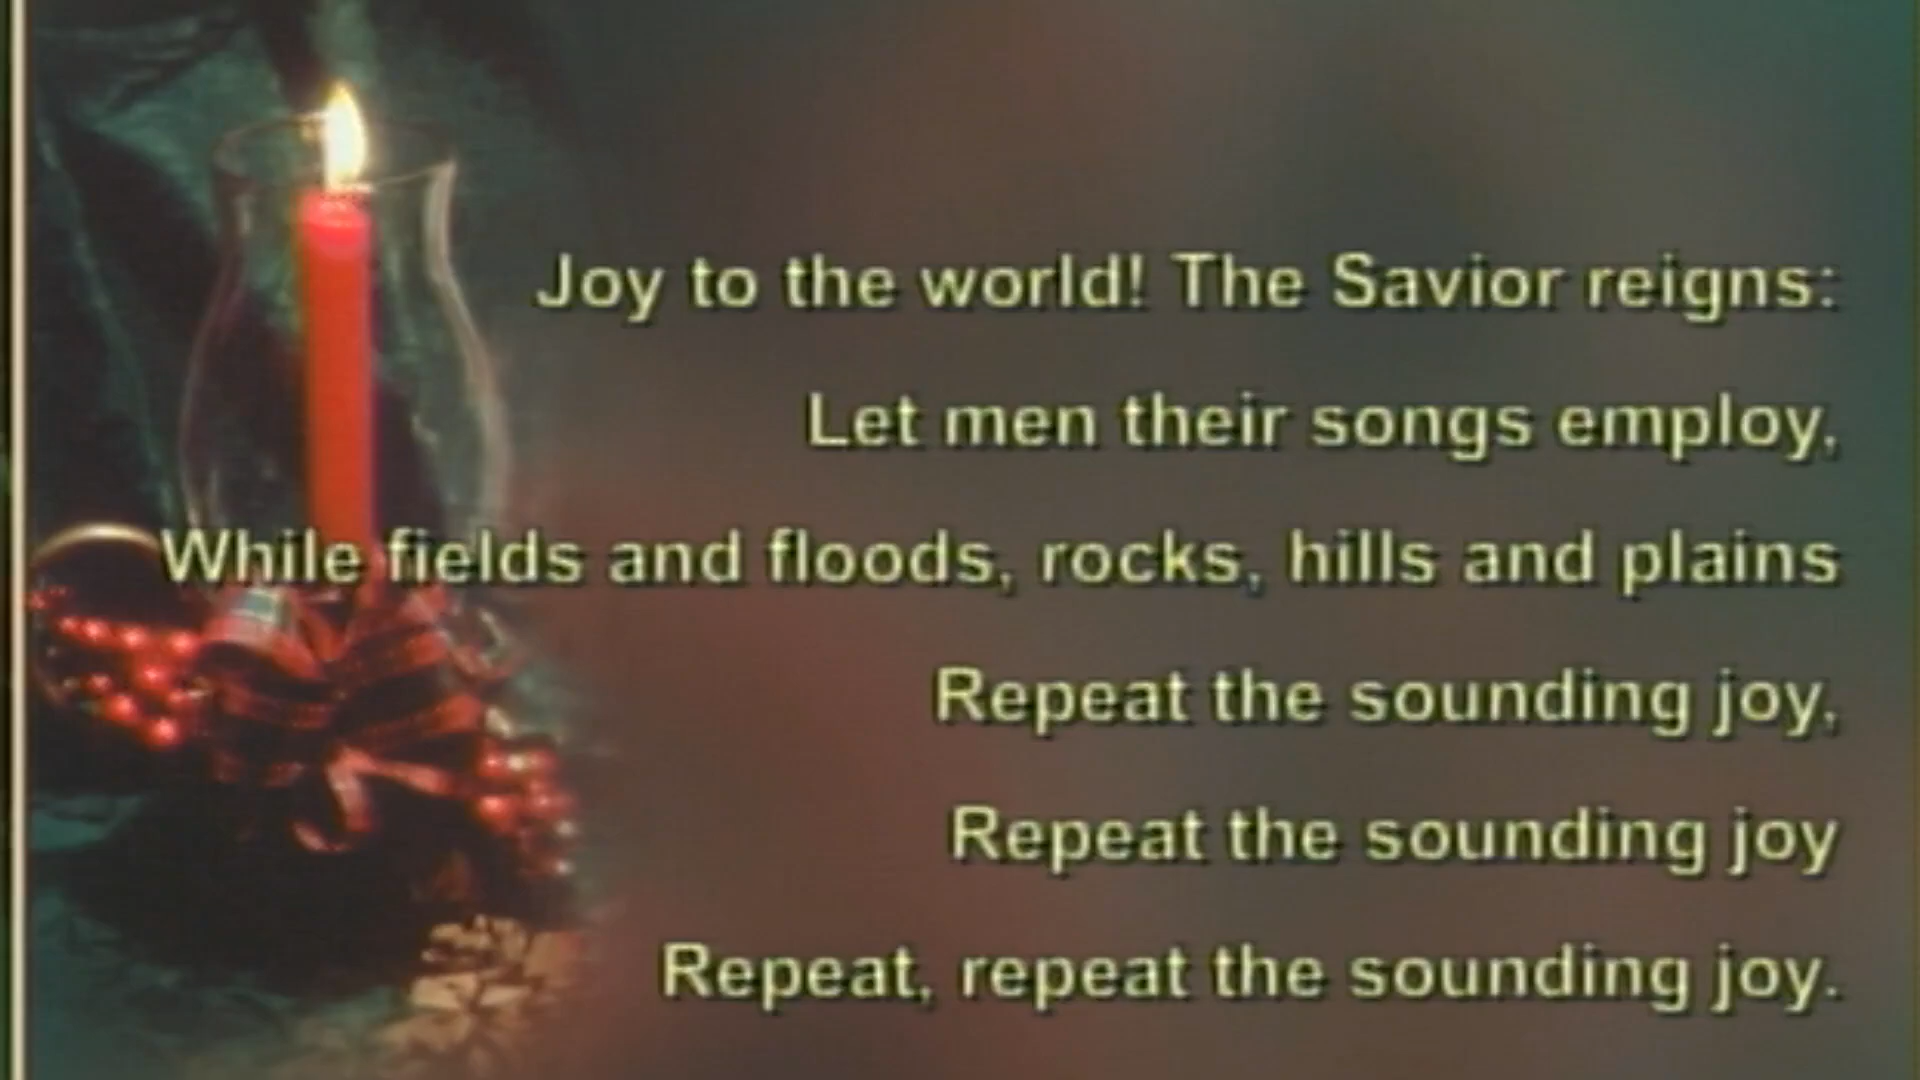 Joy to the world! The Savior reigns:
Let men their songs employ,
While fields and floods, rocks, hills and plains
Repeat the sounding joy,
Repeat the sounding joy
Repeat, repeat the sounding joy.